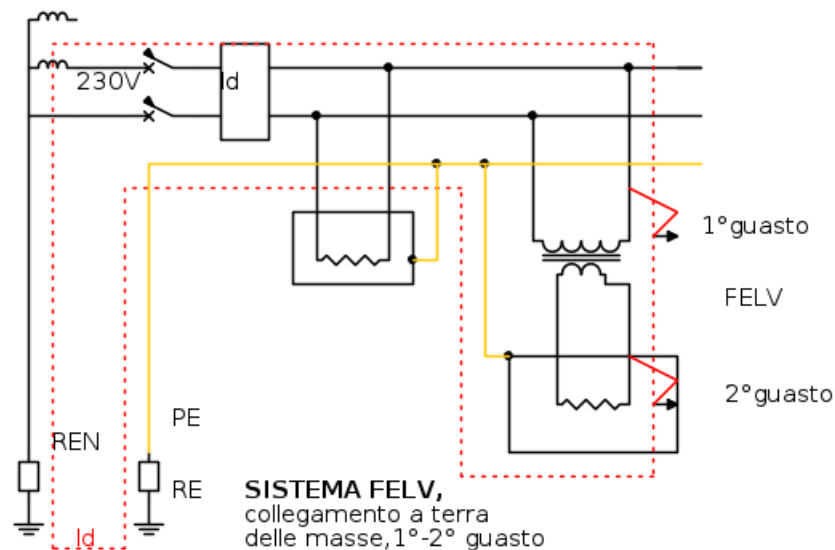 230V
Id
1°guasto
FELV
2°guasto
PE
REN
RE
SISTEMA FELV,
collegamento a terra
delle masse,1°-2° guasto
Id